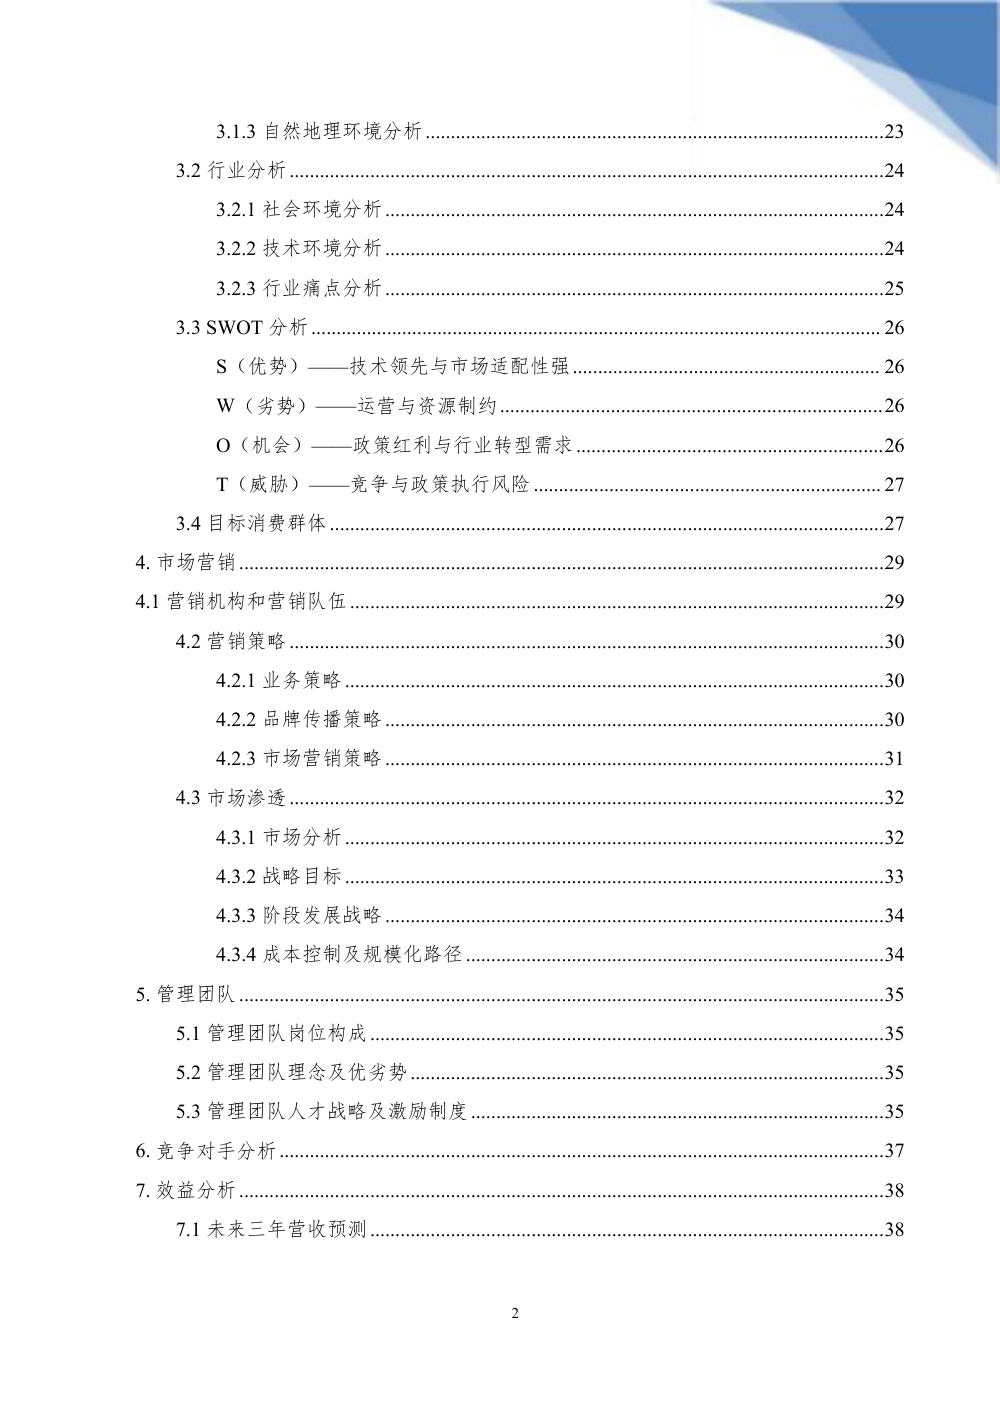 3.1.3 自然地理环境分析........................23
3.2 行业分析........................24
3.2.1 社会环境分析........................24
3.2.2 技术环境分析........................24
3.2.3 行业痛点分析........................25
3.3 SWOT 分析........................26
S（优势）——技术领先与市场适配性强........................26
W（劣势）——运营与资源制约........................26
O（机会）——政策红利与行业转型需求........................26
T（威胁）——竞争与政策执行风险........................27
3.4 目标消费群体........................27
4. 市场营销........................29
4.1 营销机构和营销队伍........................29
4.2 营销策略........................30
4.2.1 业务策略........................30
4.2.2 品牌传播策略........................30
4.2.3 市场营销策略........................31
4.3 市场渗透........................32
4.3.1 市场分析........................32
4.3.2 战略目标........................33
4.3.3 阶段发展战略........................34
4.3.4 成本控制及规模化路径........................34
5. 管理团队........................35
5.1 管理团队岗位构成........................35
5.2 管理团队理念及优劣势........................35
5.3 管理团队人才战略及激励制度........................35
6. 竞争对手分析........................37
7. 效益分析........................38
7.1 未来三年营收预测........................38
2